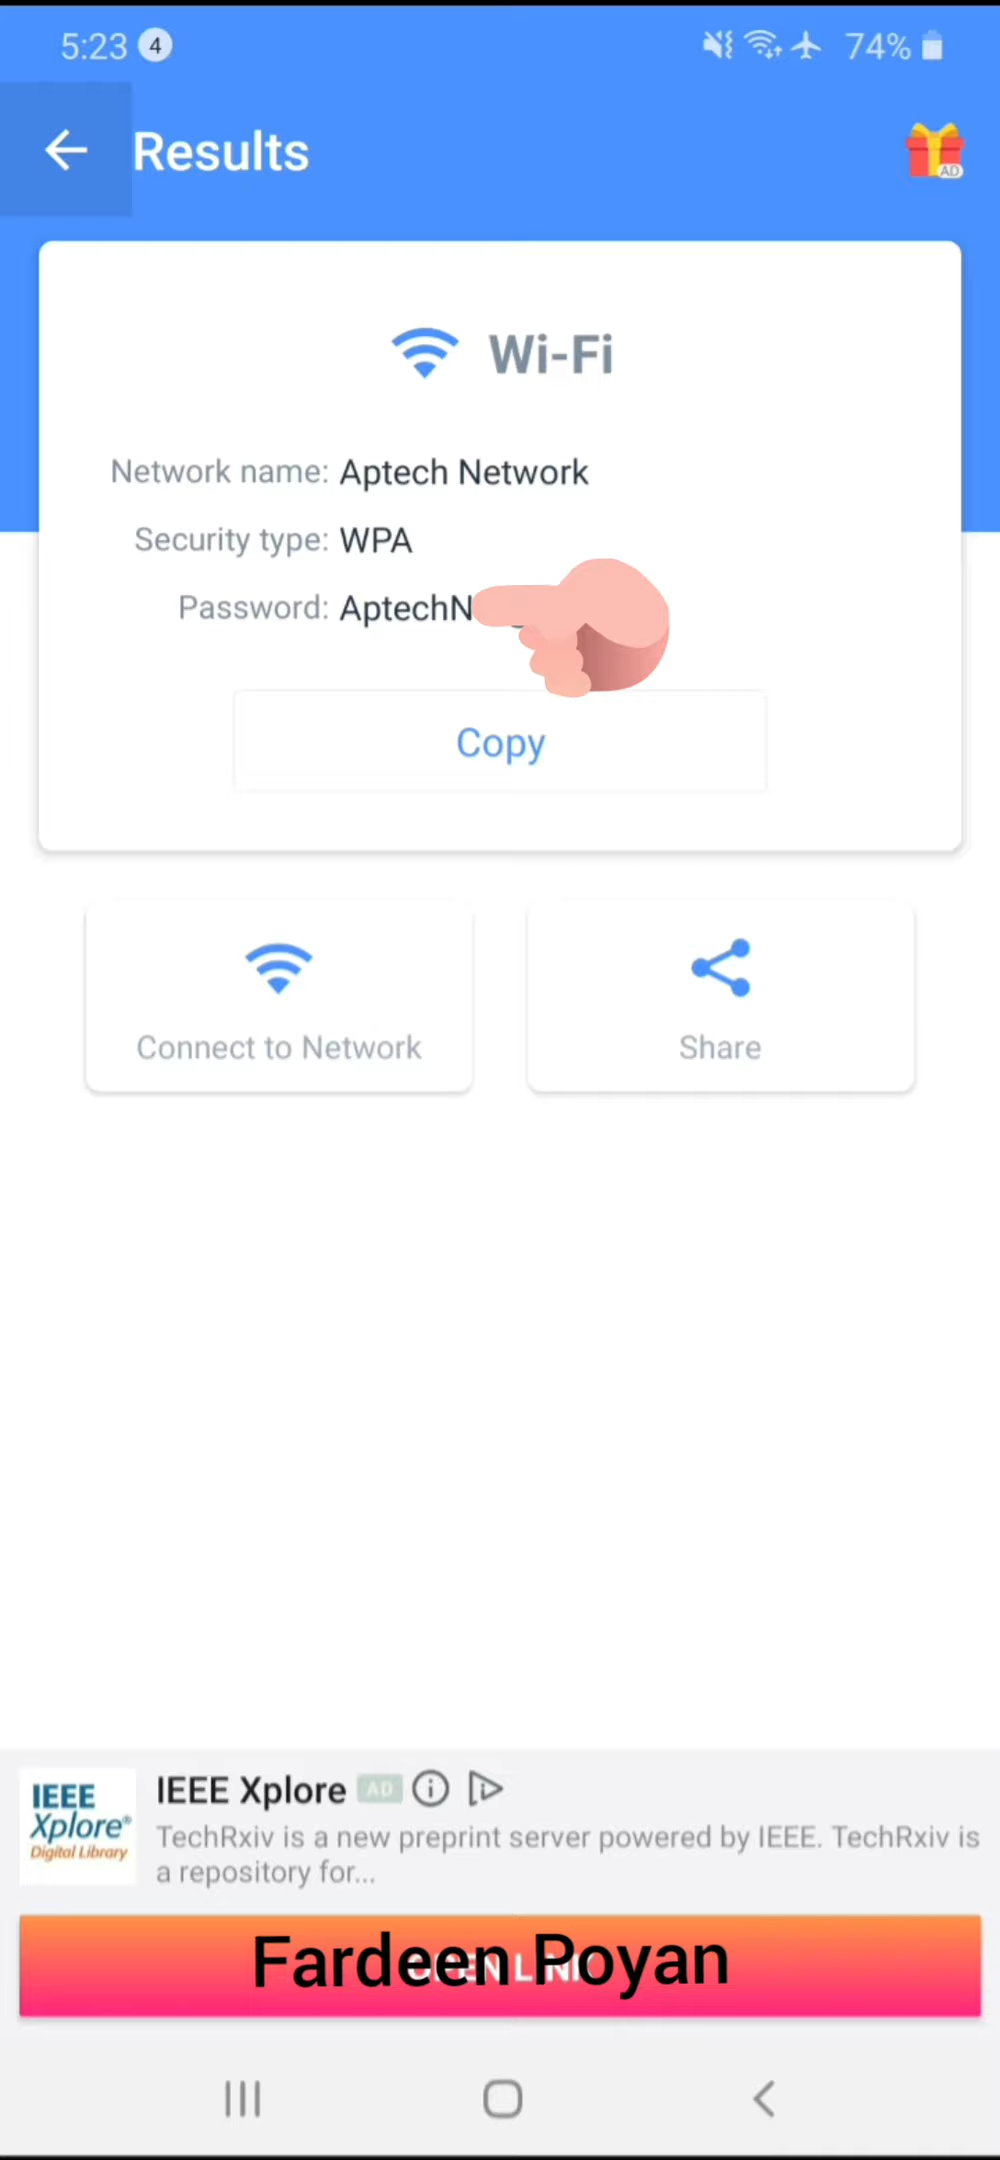 5:23 4 74%
Results
AD
Wi-Fi
Network name: Aptech Network
Security type: WPA
Password: AptechN
Copy
Connect to Network
Share
IEEE Xplore AD
IEEE
Xplore®
Digital Library
TechRxiv is a new preprint server powered by IEEE. TechRxiv is
a repository for...
Fardeen Poyan
OPEN LINK